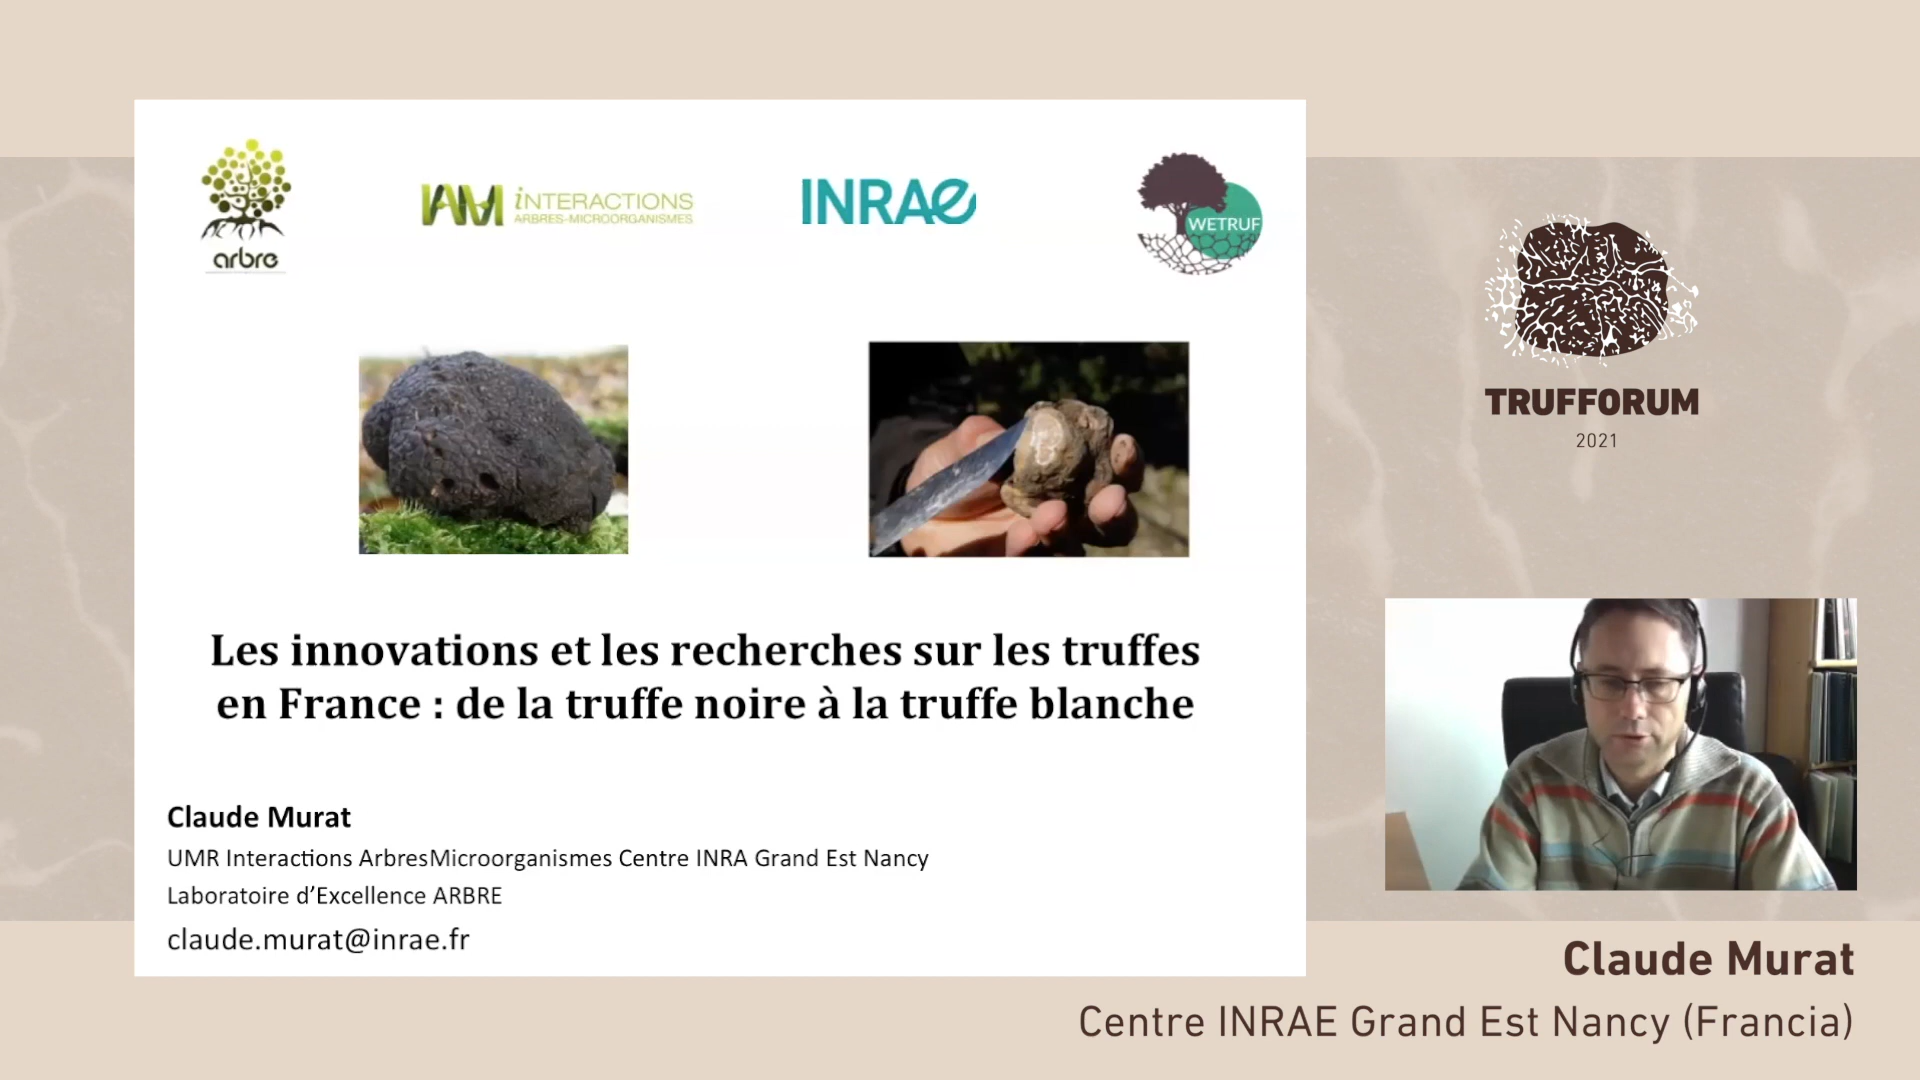 arbre
IAM iNTERACTIONS
ARBRES-MICROORGANISMES
INRAE
WETRUF
Les innovations et les recherches sur les truffes
en France : de la truffe noire à la truffe blanche
Claude Murat
UMR Interactions ArbresMicroorganismes Centre INRA Grand Est Nancy
Laboratoire d’Excellence ARBRE
claude.murat@inrae.fr
TRUFFORUM
2021
Claude Murat
Centre INRAE Grand Est Nancy (Francia)